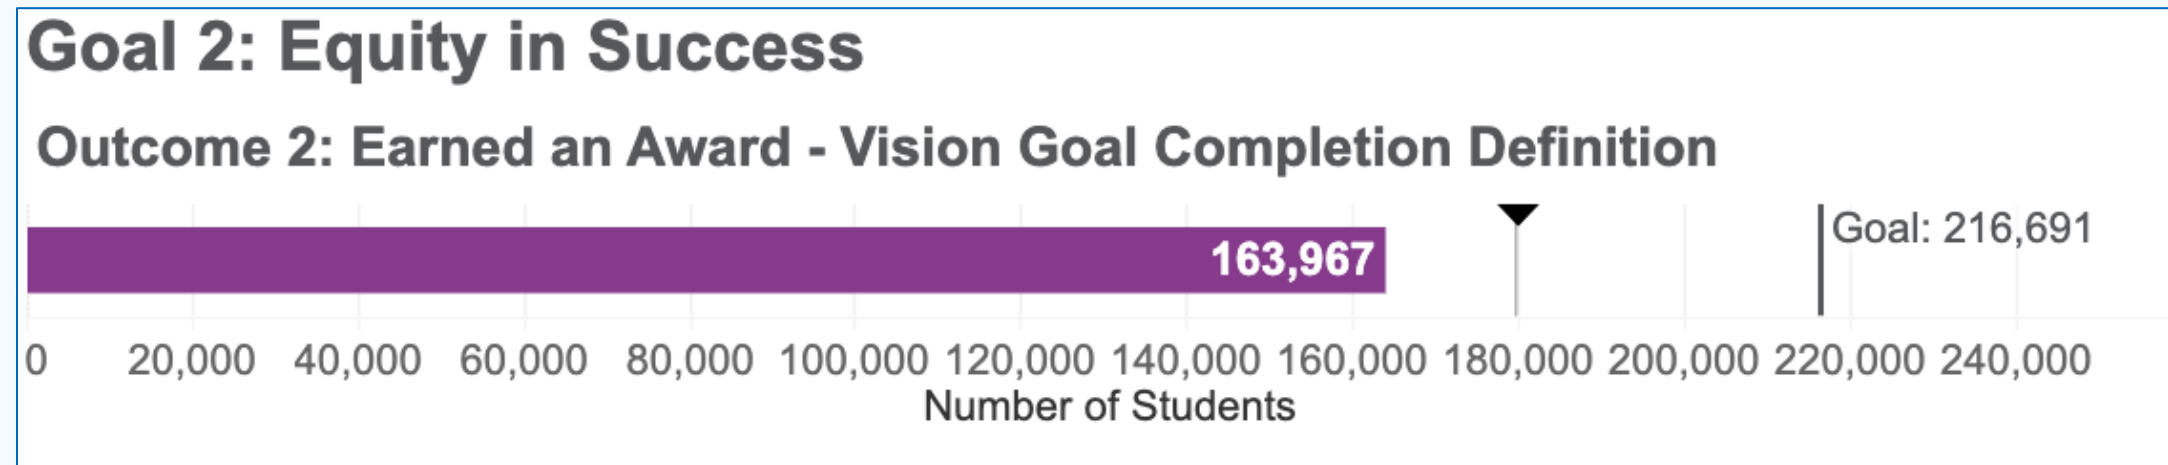 Goal 2: Equity in Success
Outcome 2: Earned an Award - Vision Goal Completion Definition
Goal: 216,691
163,967
0 20,000 40,000 60,000 80,000 100,000 120,000 140,000 160,000 180,000 200,000 220,000 240,000
Number of Students